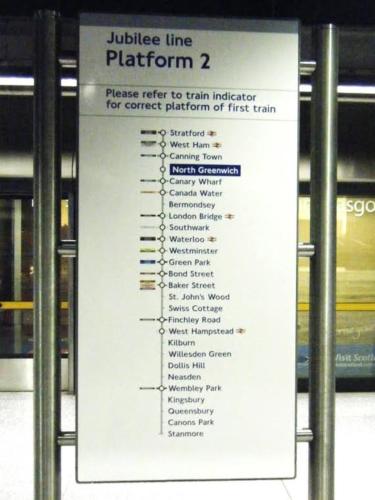 Jubilee line
Platform 2
Please refer to train indicator
for correct platform of first train
Stratford
West Ham
Canning Town
North Greenwich
Canary Wharf
Canada Water
Bermondsey
London Bridge
Southwark
Waterloo
Westminster
Green Park
Bond Street
Baker Street
St. John's Wood
Swiss Cottage
Finchley Road
West Hampstead
Kilburn
Willesden Green
Dollis Hill
Neasden
Wembley Park
Kingsbury
Queensbury
Canons Park
Stanmore
sgo
Visit Scotl